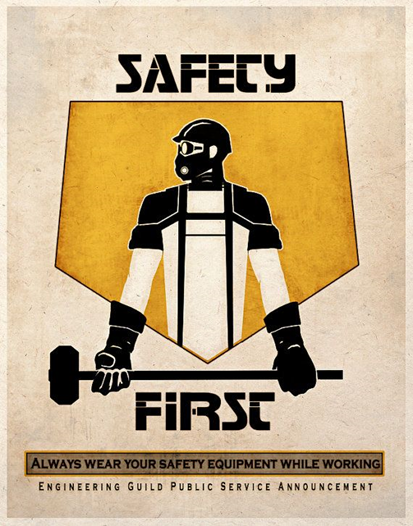 SAFETY
FIRST
ALWAYS WEAR YOUR SAFETY EQUIPMENT WHILE WORKING
ENGINEERING GUILD PUBLIC SERVICE ANNOUNCEMENT